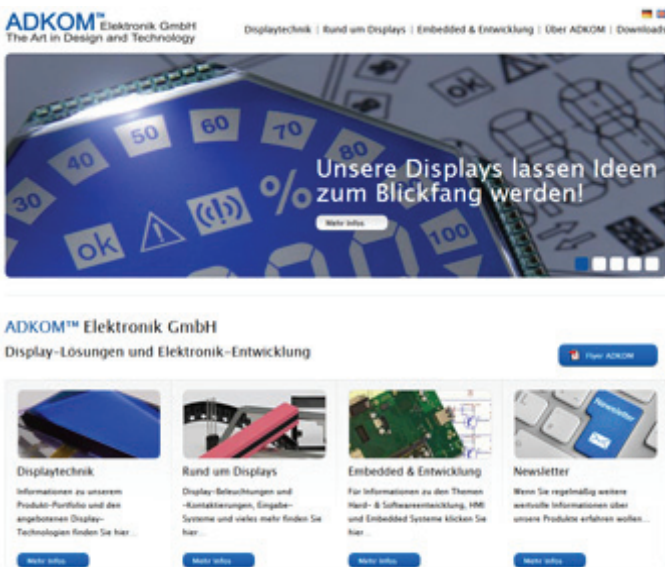 ADKOM™ Elektronik GmbH
The Art in Design and Technology
Displaytechnik | Rund um Displays | Embedded & Entwicklung | Über ADKOM | Downloads
30 40 50 60 70 80 100
ok %
ok
Unsere Displays lassen Ideen
zum Blickfang werden!
Mehr Infos
ADKOM™ Elektronik GmbH
Display-Lösungen und Elektronik-Entwicklung
Flyer ADKOM
Newsletter
Displaytechnik
Informationen zu unserem
Produkt-Portfolio und den
angebotenen Display-
Technologien finden Sie hier...
Mehr Infos
Rund um Displays
Display-Beleuchtungen und
-Kontaktierungen, Eingabe-
Systeme und vieles mehr finden Sie
hier...
Mehr Infos
Embedded & Entwicklung
Für Informationen zu den Themen
Hard- & Softwareentwicklung, HMI
und Embedded Systeme klicken Sie
hier...
Mehr Infos
Newsletter
Wenn Sie regelmäßig weitere
wertvolle Informationen über
unsere Produkte erfahren wollen...
Mehr Infos